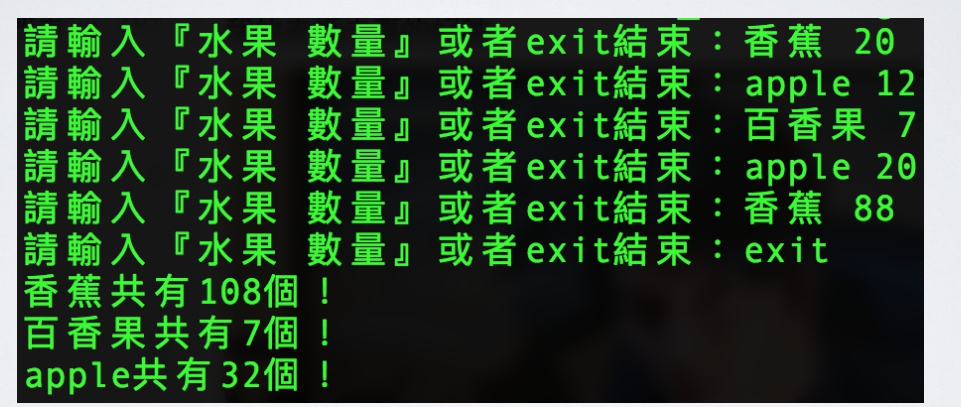 請輸入『水果 數量』或者exit結束：香蕉 20
請輸入『水果 數量』或者exit結束：apple 12
請輸入『水果 數量』或者exit結束：百香果 7
請輸入『水果 數量』或者exit結束：apple 20
請輸入『水果 數量』或者exit結束：香蕉 88
請輸入『水果 數量』或者exit結束：exit
香蕉共有108個！
百香果共有7個！
apple共有32個！